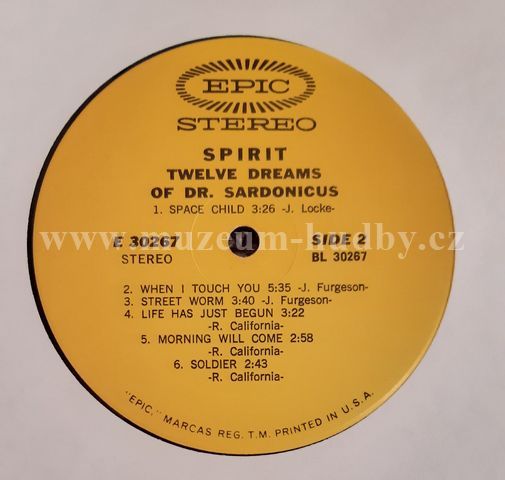 EPIC
STEREO
SPIRIT
TWELVE DREAMS
OF DR. SARDONICUS
1. SPACE CHILD 3:26 -J. Locke-
www.muzeum-hudby.cz
E 30267 SIDE 2
STEREO BL 30267
2. WHEN I TOUCH YOU 5:35 -J. Furgeson-
3. STREET WORM 3:40 -J. Furgeson-
4. LIFE HAS JUST BEGUN 3:22
-R. California-
5. MORNING WILL COME 2:58
-R. California-
6. SOLDIER 2:43
-R. California-
"EPIC," MARCAS REG. T.M. PRINTED IN U.S.A.